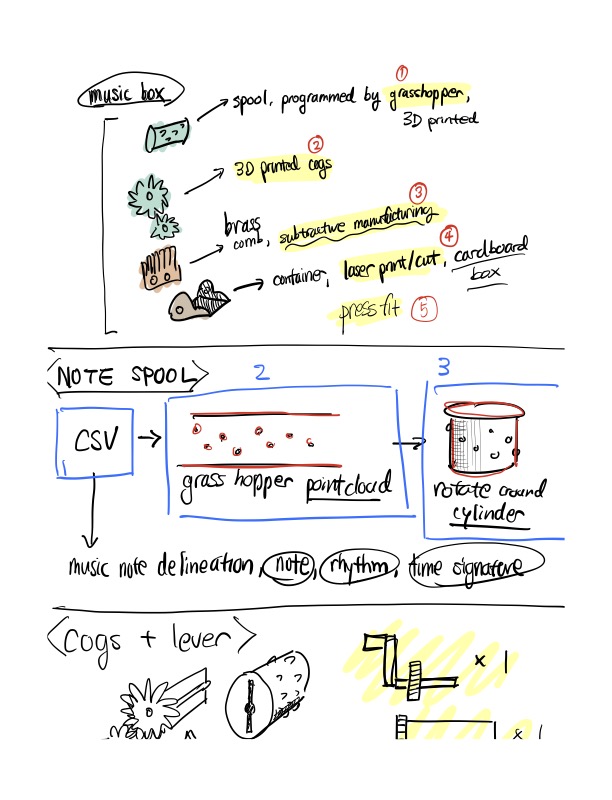 music box
①
spool, programmed by grasshopper,
3D printed
②
3D printed cogs
③
brass
comb, subtractive manufacturing
④
container, laser print/cut, cardboard
box
press fit ⑤
<NOTE SPOOL>
2
3
CSV
grass hopper pointcloud
rotate around
cylinder
music note delineation, note, rhythm, time signature
<cogs + lever>
x 1
x 1